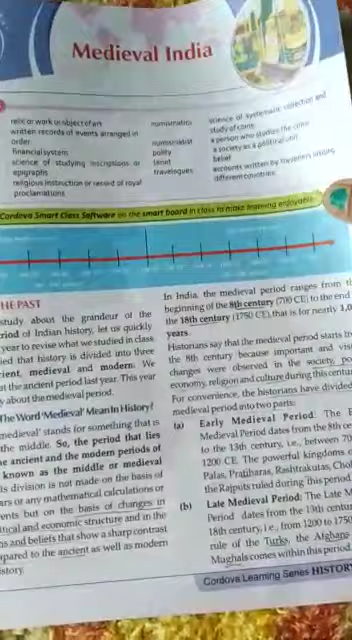 Medieval India
relic or work or object of art
written records of events arranged in
order
financial system
science of studying inscriptions or
epigraphs
religious instruction or record of royal
proclamations
numismatics
numismatist
polity
tenet
travelogues
science of systematic collection and
study of coins
a person who studies the coins
a society as a political unit
belief
accounts written by travellers visiting
different countries
Cordova Smart Class Software on the smart board in class to make learning enjoyable.
HE PAST
study about the grandeur of the
riod of Indian history, let us quickly
year to revise what we studied in class
ied that history is divided into three
cient, medieval and modern. We
t the ancient period last year. This year
y about the medieval period.
The Word 'Medieval' Mean in History?
medieval' stands for something that is
the middle. So, the period that lies
he ancient and the modern periods of
known as the middle or medieval
is division is not made on the basis of
ars or any mathematical calculations or
ents but on the basis of changes in
itical and economic structure and in the
ns and beliefs that show a sharp contrast
pared to the ancient as well as modern
istory.
In India, the medieval period ranges from th
beginning of the 8th century (700 CE) to the end
the 18th century (1750 CE), that is for nearly 1,0
years.
Historians say that the medieval period starts fr
the 8th century because important and vis
changes were observed in the society, po
economy, religion and culture during this centur
For convenience, the historians have divided
medieval period into two parts:
(a) Early Medieval Period: The E
Medieval Period dates from the 8th ce
to the 13th century, i.e., between 70
1200 CE. The powerful kingdoms o
Palas, Pratiharas, Rashtrakutas, Chol
the Rajputs ruled during this period.
(b) Late Medieval Period: The Late M
Period dates from the 13th centur
18th century, i.e., from 1200 to 1750
rule of the Turks, the Afghans
Mughals comes within this period.
Cordova Learning Series HISTOR